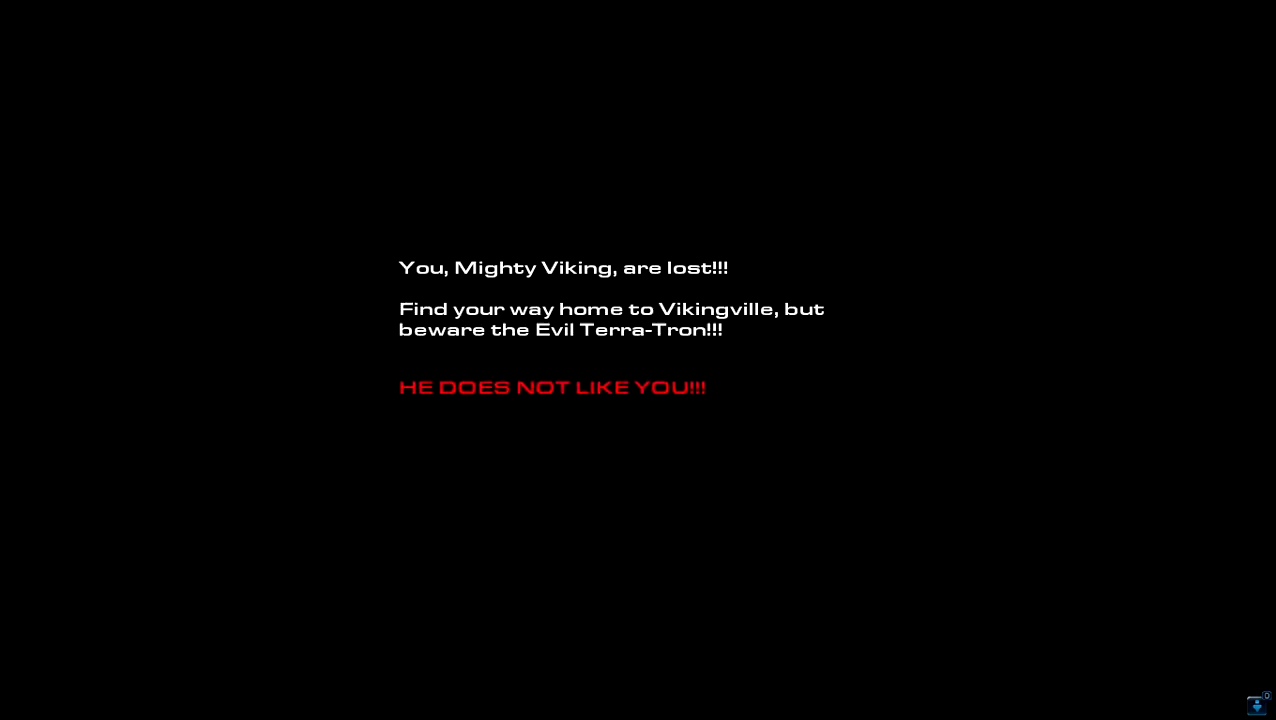 You, Mighty Viking, are lost!!!
Find your way home to Vikingville, but
beware the Evil Terra-Tron!!!
HE DOES NOT LIKE YOU!!!
0